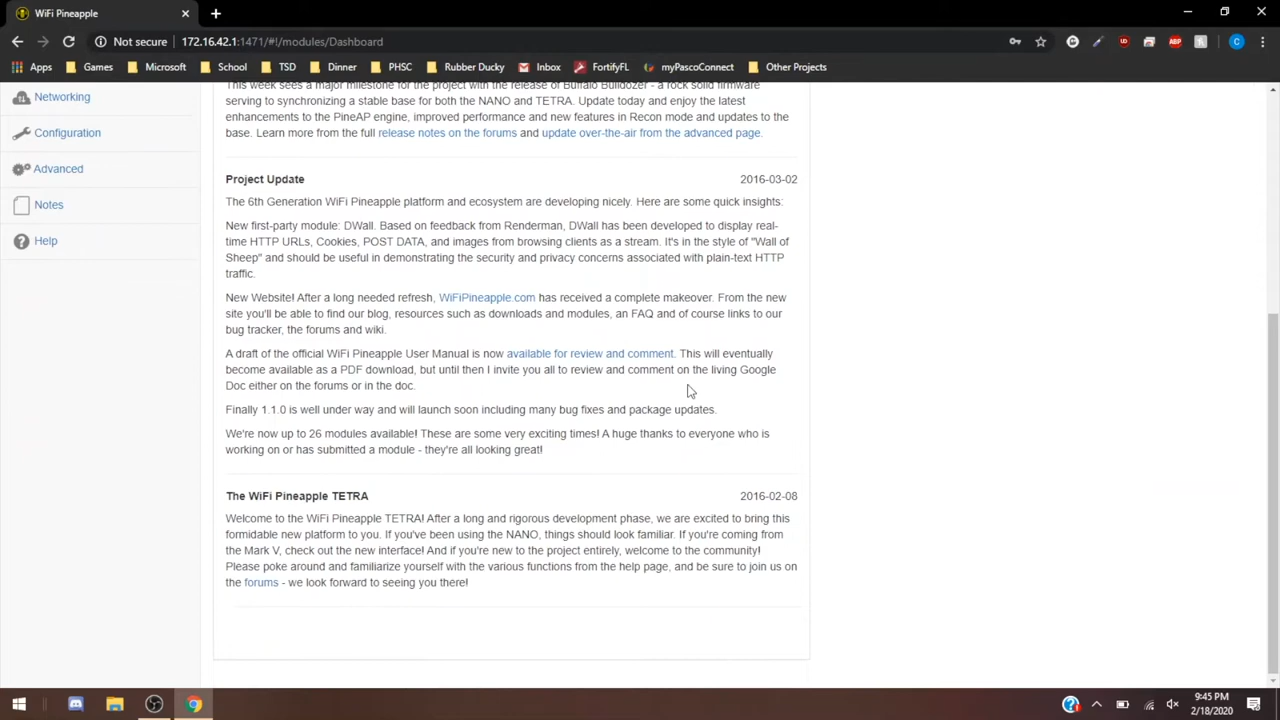 WiFi Pineapple
Not secure | 172.16.42.1:1471/#!/modules/Dashboard
Apps Games Microsoft School TSD Dinner PHSC Rubber Ducky Inbox FortifyFL myPascoConnect Other Projects
Networking
Configuration
Advanced
Notes
Help
This week sees a major milestone for the project with the release of Buffalo Bulldozer - a rock solid firmware
serving to synchronizing a stable base for both the NANO and TETRA. Update today and enjoy the latest
enhancements to the PineAP engine, improved performance and new features in Recon mode and updates to the
base. Learn more from the full release notes on the forums and update over-the-air from the advanced page.
Project Update 2016-03-02
The 6th Generation WiFi Pineapple platform and ecosystem are developing nicely. Here are some quick insights:
New first-party module: DWall. Based on feedback from Renderman, DWall has been developed to display real-
time HTTP URLs, Cookies, POST DATA, and images from browsing clients as a stream. It's in the style of "Wall of
Sheep" and should be useful in demonstrating the security and privacy concerns associated with plain-text HTTP
traffic.
New Website! After a long needed refresh, WiFiPineapple.com has received a complete makeover. From the new
site you'll be able to find our blog, resources such as downloads and modules, an FAQ and of course links to our
bug tracker, the forums and wiki.
A draft of the official WiFi Pineapple User Manual is now available for review and comment. This will eventually
become available as a PDF download, but until then I invite you all to review and comment on the living Google
Doc either on the forums or in the doc.
Finally 1.1.0 is well under way and will launch soon including many bug fixes and package updates.
We're now up to 26 modules available! These are some very exciting times! A huge thanks to everyone who is
working on or has submitted a module - they're all looking great!
The WiFi Pineapple TETRA 2016-02-08
Welcome to the WiFi Pineapple TETRA! After a long and rigorous development phase, we are excited to bring this
formidable new platform to you. If you've been using the NANO, things should look familiar. If you're coming from
the Mark V, check out the new interface! And if you're new to the project entirely, welcome to the community!
Please poke around and familiarize yourself with the various functions from the help page, and be sure to join us on
the forums - we look forward to seeing you there!
9:45 PM
2/18/2020